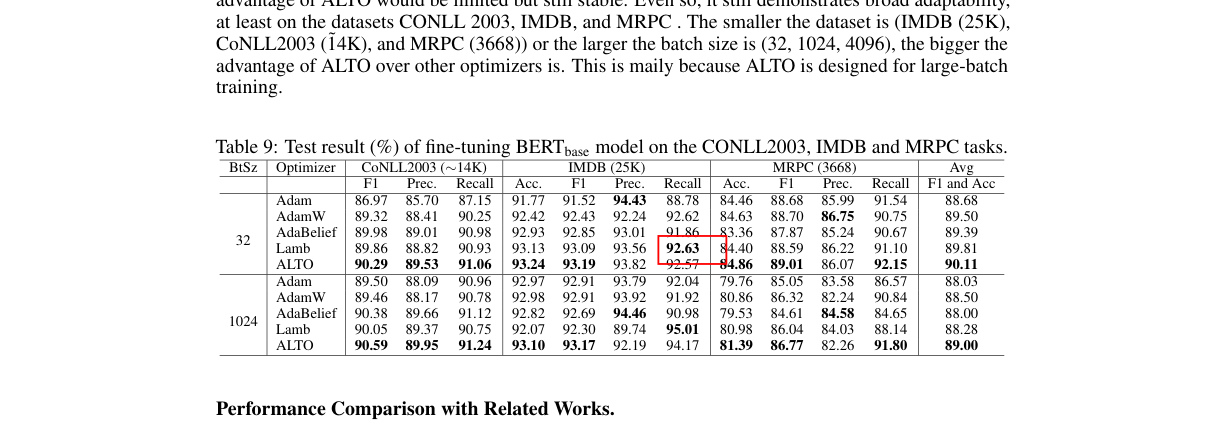 advantage of ALTO would be limited but still stable. Even so, it still demonstrates broad adaptability,
at least on the datasets CONLL 2003, IMDB, and MRPC . The smaller the dataset is (IMDB (25K),
CoNLL2003 (1̃4K), and MRPC (3668)) or the larger the batch size is (32, 1024, 4096), the bigger the
advantage of ALTO over other optimizers is. This is maily because ALTO is designed for large-batch
training.
Table 9: Test result (%) of fine-tuning BERTbase model on the CONLL2003, IMDB and MRPC tasks.
BtSz Optimizer CoNLL2003 (∼14K) IMDB (25K) MRPC (3668) Avg
F1 Prec. Recall Acc. F1 Prec. Recall Acc. F1 Prec. Recall F1 and Acc
32
Adam 86.97 85.70 87.15 91.77 91.52 94.43 88.78 84.46 88.68 85.99 91.54 88.68
AdamW 89.32 88.41 90.25 92.42 92.43 92.24 92.62 84.63 88.70 86.75 90.75 89.50
AdaBelief 89.98 89.01 90.98 92.93 92.85 93.01 91.86 83.36 87.87 85.24 90.67 89.39
Lamb 89.86 88.82 90.93 93.13 93.09 93.56 92.63 84.40 88.59 86.22 91.10 89.81
ALTO 90.29 89.53 91.06 93.24 93.19 93.82 92.57 84.86 89.01 86.07 92.15 90.11
1024
Adam 89.50 88.09 90.96 92.97 92.91 93.79 92.04 79.76 85.05 83.58 86.57 88.03
AdamW 89.46 88.17 90.78 92.98 92.91 93.92 91.92 80.86 86.32 82.24 90.84 88.50
AdaBelief 90.38 89.66 91.12 92.82 92.69 94.46 90.98 79.53 84.61 84.58 84.65 88.00
Lamb 90.05 89.37 90.75 92.07 92.30 89.74 95.01 80.98 86.04 84.03 88.14 88.28
ALTO 90.59 89.95 91.24 93.10 93.17 92.19 94.17 81.39 86.77 82.26 91.80 89.00
Performance Comparison with Related Works.